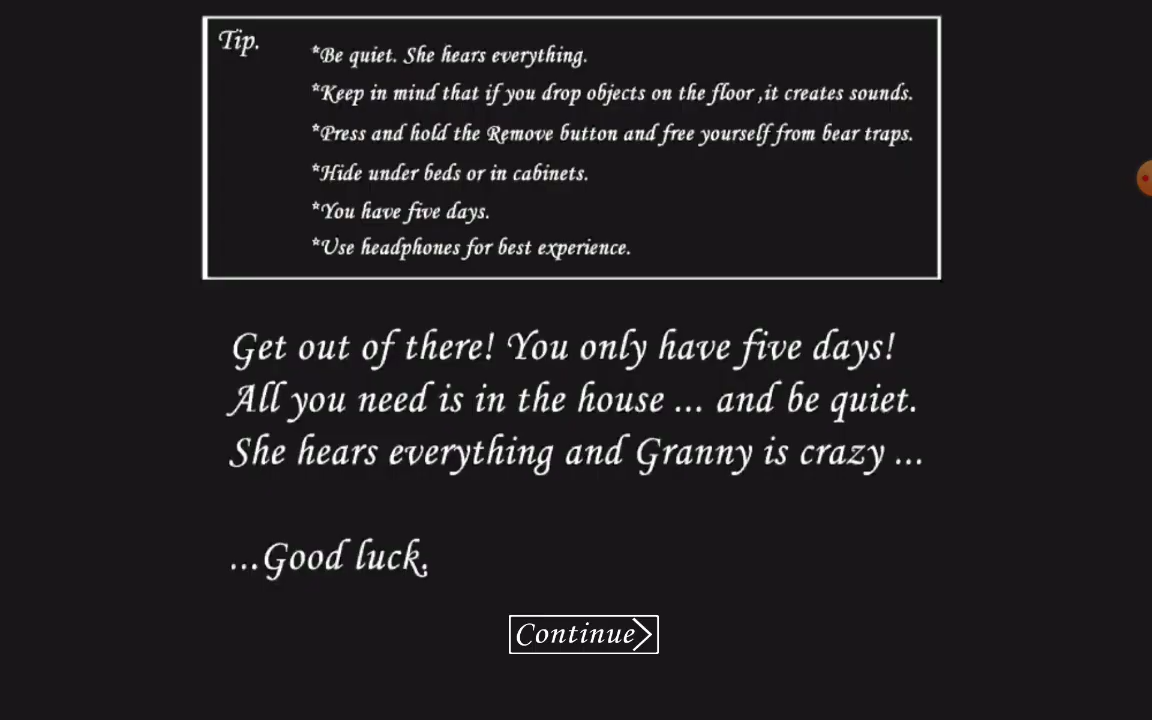 Tip.
*Be quiet. She hears everything.
*Keep in mind that if you drop objects on the floor ,it creates sounds.
*Press and hold the Remove button and free yourself from bear traps.
*Hide under beds or in cabinets.
*You have five days.
*Use headphones for best experience.
Get out of there! You only have five days!
All you need is in the house ... and be quiet.
She hears everything and Granny is crazy ...
...Good luck.
Continue